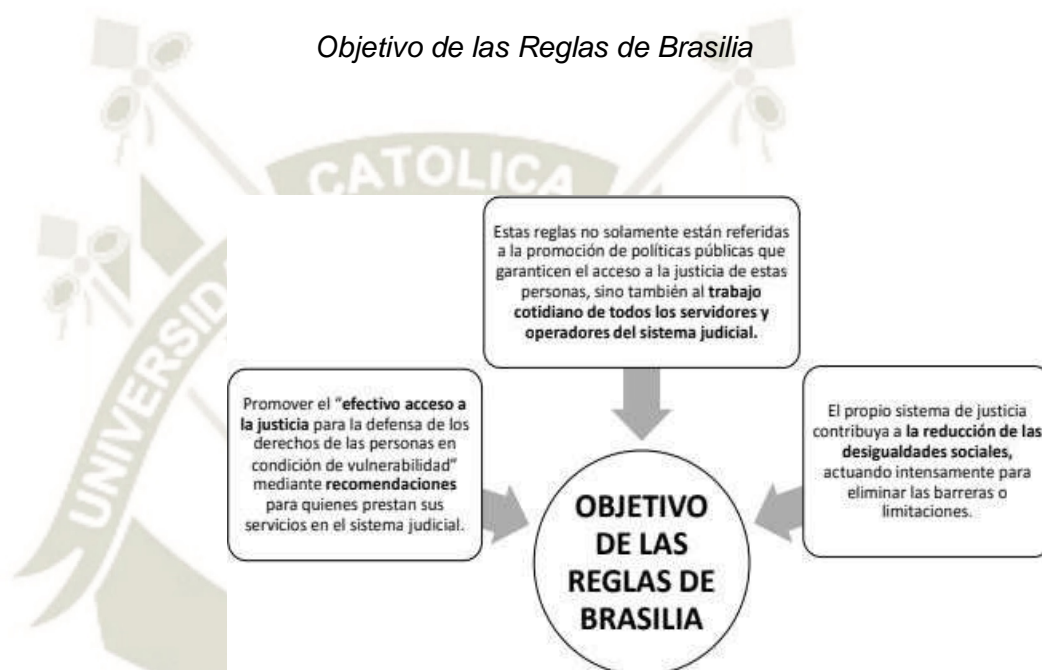 Objetivo de las Reglas de Brasilia
CATOLICA
UNIVERSID
Estas reglas no solamente están referidas
a la promoción de políticas públicas que
garanticen el acceso a la justicia de estas
personas, sino también al trabajo
cotidiano de todos los servidores y
operadores del sistema judicial.
Promover el "efectivo acceso a
la justicia para la defensa de los
derechos de las personas en
condición de vulnerabilidad"
mediante recomendaciones
para quienes prestan sus
servicios en el sistema judicial.
El propio sistema de justicia
contribuya a la reducción de las
desigualdades sociales,
actuando intensamente para
eliminar las barreras o
limitaciones.
OBJETIVO
DE LAS
REGLAS DE
BRASILIA